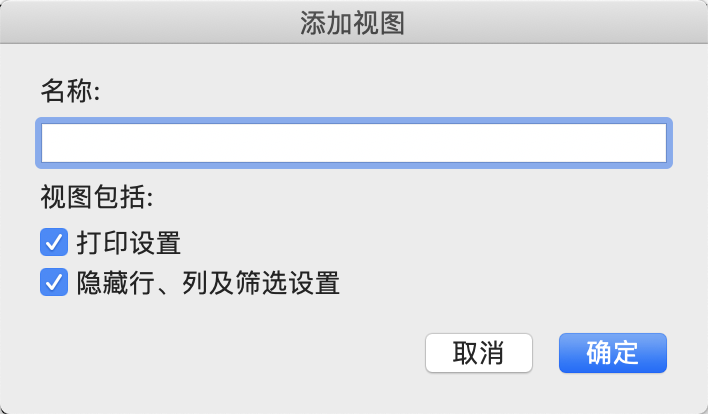 添加视图
名称:
视图包括:
打印设置
隐藏行、列及筛选设置
取消 确定